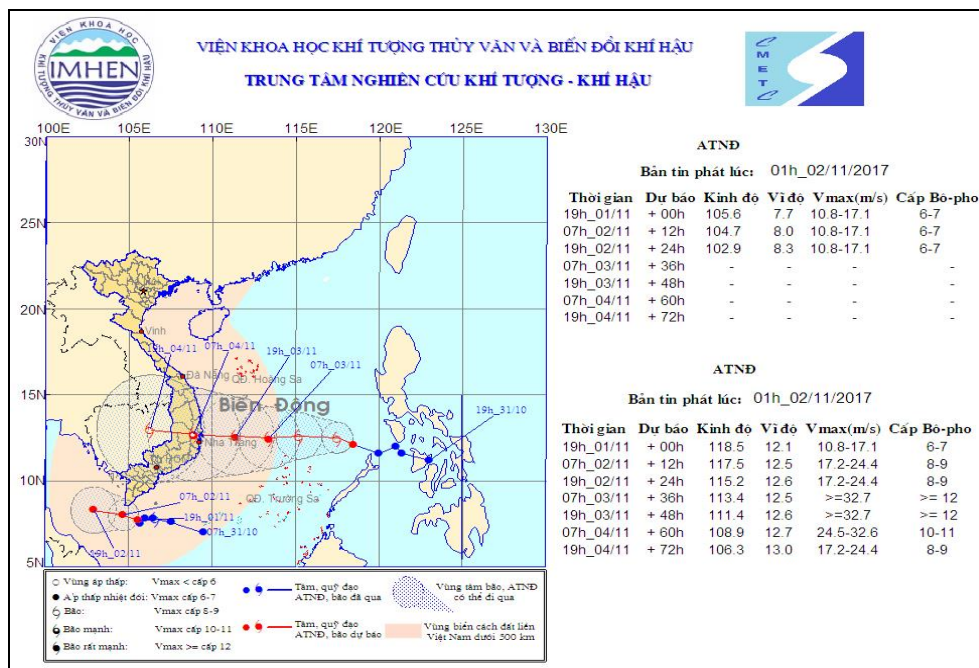 VIỆN KHOA HỌC KHÍ TƯỢNG THỦY VĂN VÀ BIẾN ĐỔI KHÍ HẬU
TRUNG TÂM NGHIÊN CỨU KHÍ TƯỢNG - KHÍ HẬU
VIỆN KHOA HỌC
IMHEN
KHÍ TƯỢNG THỦY VĂN VÀ BIẾN ĐỔI KHÍ HẬU
CMETC
100E 105E 110E 115E 120E 125E 130E
30N
25N
20N
15N
10N
5N
Vinh
19h_04/11 07h_04/11 19h_03/11
07h_03/11
Đà Nẵng QĐ. Hoàng Sa
Biển Đông
19h_31/10
Nha Trang
07h_02/11
QĐ. Trường Sa
19h_01/11
07h_31/10
19h_02/11
ATNĐ
Bản tin phát lúc: 01h_02/11/2017
Thời gian Dự báo Kinh độ Vĩ độ Vmax(m/s) Cấp Bô-pho
19h_01/11 + 00h 105.6 7.7 10.8-17.1 6-7
07h_02/11 + 12h 104.7 8.0 10.8-17.1 6-7
19h_02/11 + 24h 102.9 8.3 10.8-17.1 6-7
07h_03/11 + 36h - - - -
19h_03/11 + 48h - - - -
07h_04/11 + 60h - - - -
19h_04/11 + 72h - - - -
ATNĐ
Bản tin phát lúc: 01h_02/11/2017
Thời gian Dự báo Kinh độ Vĩ độ Vmax(m/s) Cấp Bô-pho
19h_01/11 + 00h 118.5 12.1 10.8-17.1 6-7
07h_02/11 + 12h 117.5 12.5 17.2-24.4 8-9
19h_02/11 + 24h 115.2 12.6 17.2-24.4 8-9
07h_03/11 + 36h 113.4 12.5 >=32.7 >= 12
19h_03/11 + 48h 111.4 12.6 >=32.7 >= 12
07h_04/11 + 60h 108.9 12.7 24.5-32.6 10-11
19h_04/11 + 72h 106.3 13.0 17.2-24.4 8-9
Vùng áp thấp: Vmax < cấp 6
A'p thấp nhiệt đới: Vmax cấp 6-7
Bão: Vmax cấp 8-9
Bão mạnh: Vmax cấp 10-11
Bão rất mạnh: Vmax >= cấp 12
Tâm, quỹ đạo
ATNĐ, bão đã qua
Tâm, quỹ đạo
ATNĐ, bão dự báo
Vùng tâm bão, ATNĐ
có thể đi qua
Vùng biển cách đất liền
Việt Nam dưới 500 km